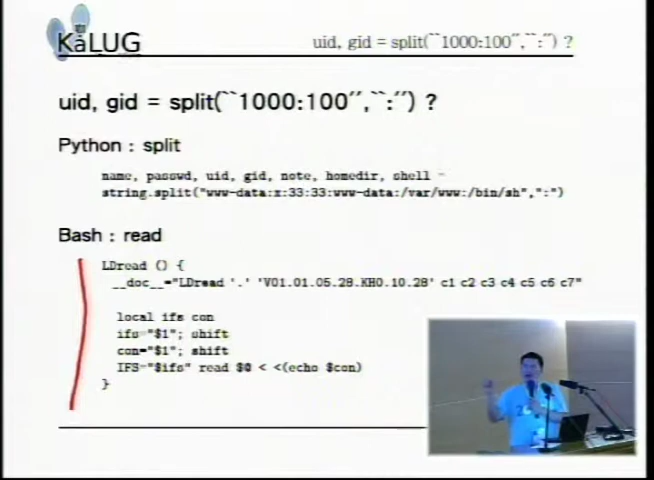 KaLUG
uid, gid = split(``1000:100'',``:'') ?
uid, gid = split(``1000:100'',``:'') ?
Python : split
name, passwd, uid, gid, note, homedir, shell =
string.split("www-data:x:33:33:www-data:/var/www:/bin/sh",":")
Bash : read
LDread () {
__doc__="LDread '.' 'V01.01.05.28.KH0.10.28' c1 c2 c3 c4 c5 c6 c7"
local ifs con
ifs="$1"; shift
con="$1"; shift
IFS="$ifs" read $@ < <(echo $con)
}